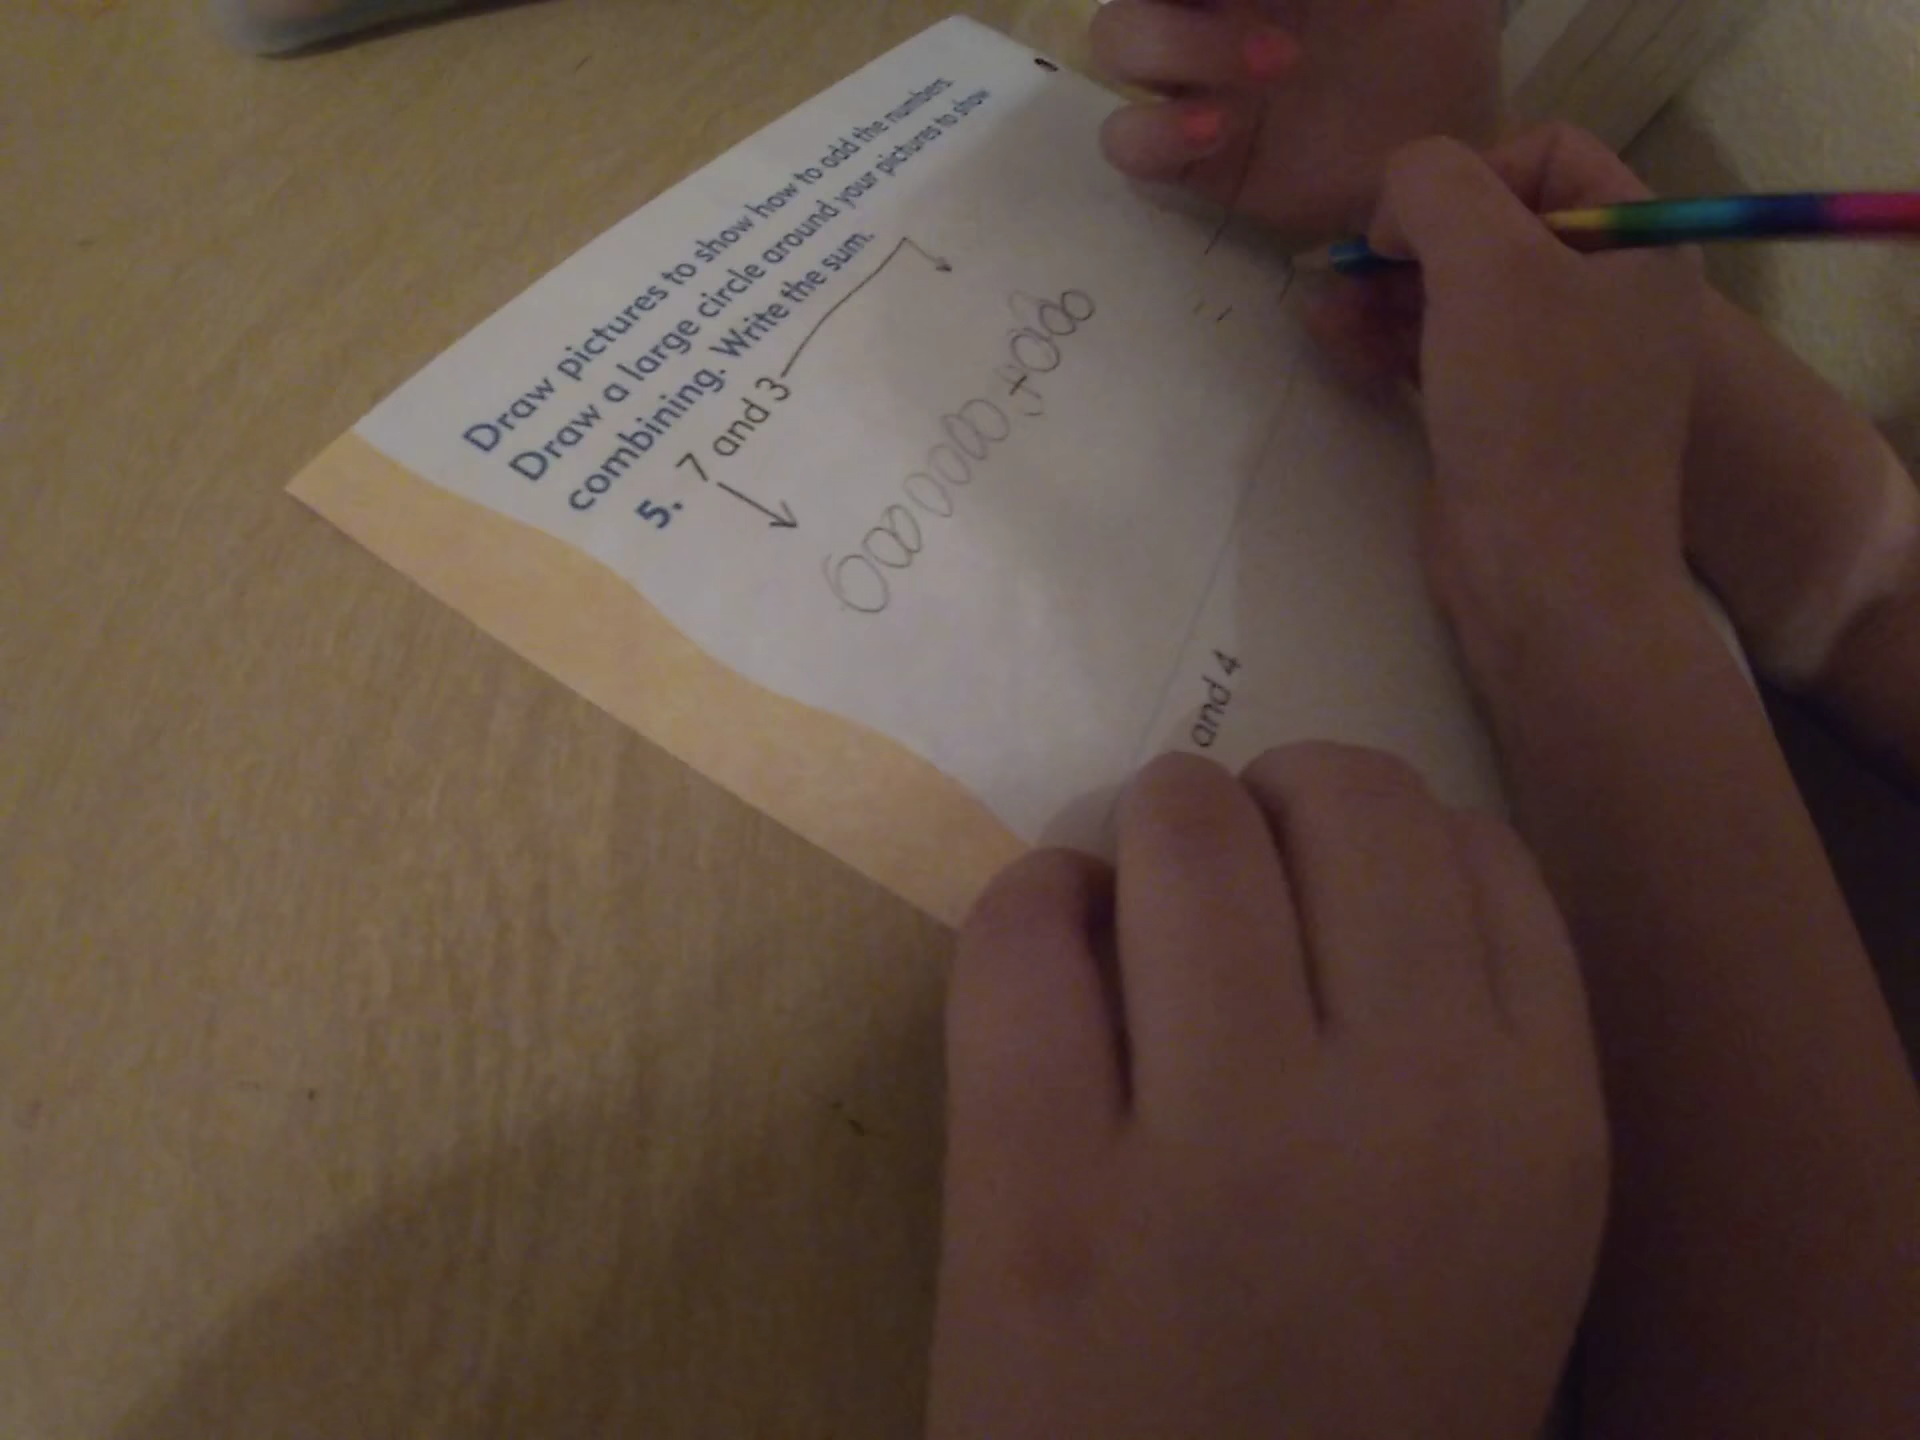 Draw pictures to show how to add the numbers.
Draw a large circle around your pictures to show
combining. Write the sum.
5. 7 and 3
+
=
and 4